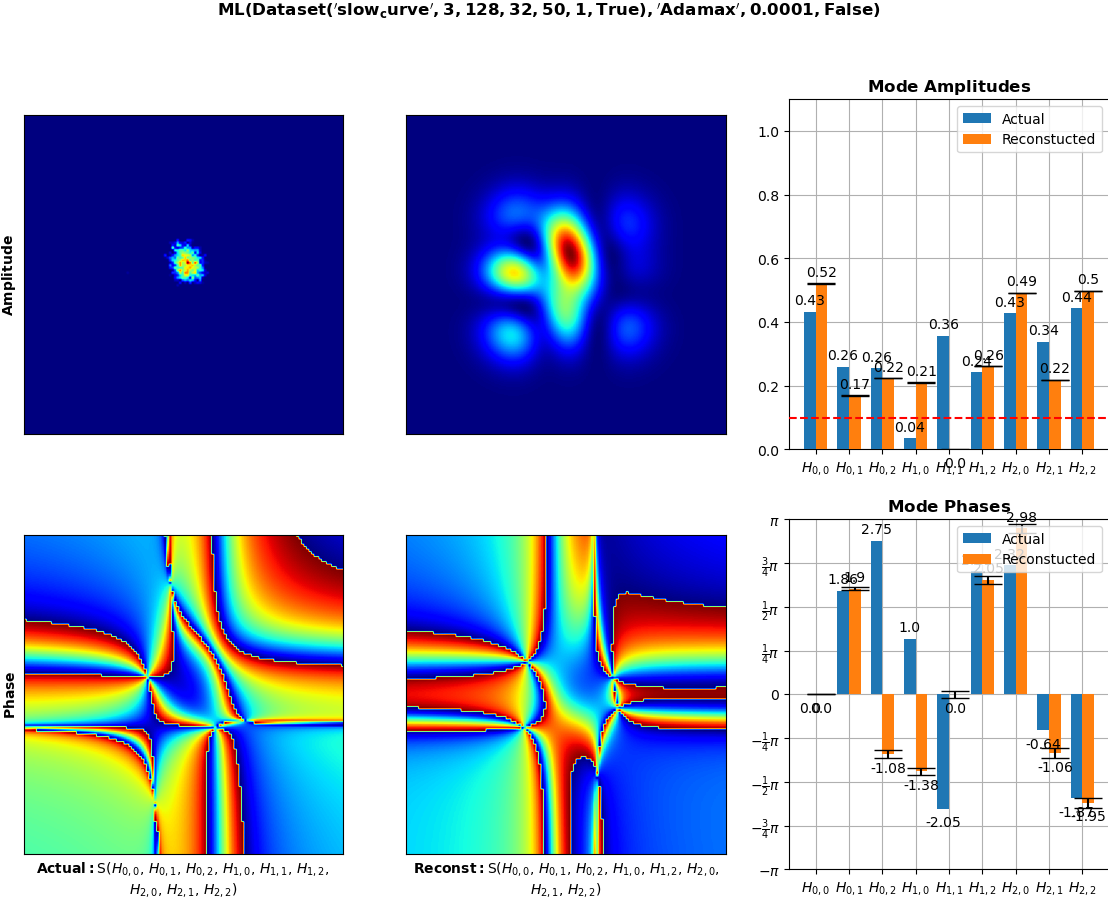 ML(Dataset('slow_curve', 3, 128, 32, 50, 1, True), 'Adamax', 0.0001, False)
Amplitude
Mode Amplitudes
Actual
Reconstucted
1.0
0.8
0.6
0.4
0.2
0.0
0.43
0.52
0.26
0.17
0.26
0.22
0.04
0.21
0.36
0.0
0.24
0.26
0.43
0.49
0.34
0.22
0.44
0.5
H0,0 H0,1 H0,2 H1,0 H1,1 H1,2 H2,0 H2,1 H2,2
Phase
Actual: S(H0,0, H0,1, H0,2, H1,0, H1,1, H1,2,
H2,0, H2,1, H2,2)
Reconst: S(H0,0, H0,1, H0,2, H1,0, H1,2, H2,0,
H2,1, H2,2)
Mode Phases
Actual
Reconstucted
π
3/4π
1/2π
1/4π
0
−1/4π
−1/2π
−3/4π
−π
0.0
0.0
1.86
1.9
2.75
-1.08
1.0
-1.38
-2.05
0.0
2.05
2.98
-0.64
-1.06
-1.87
-1.95
H0,0 H0,1 H0,2 H1,0 H1,1 H1,2 H2,0 H2,1 H2,2